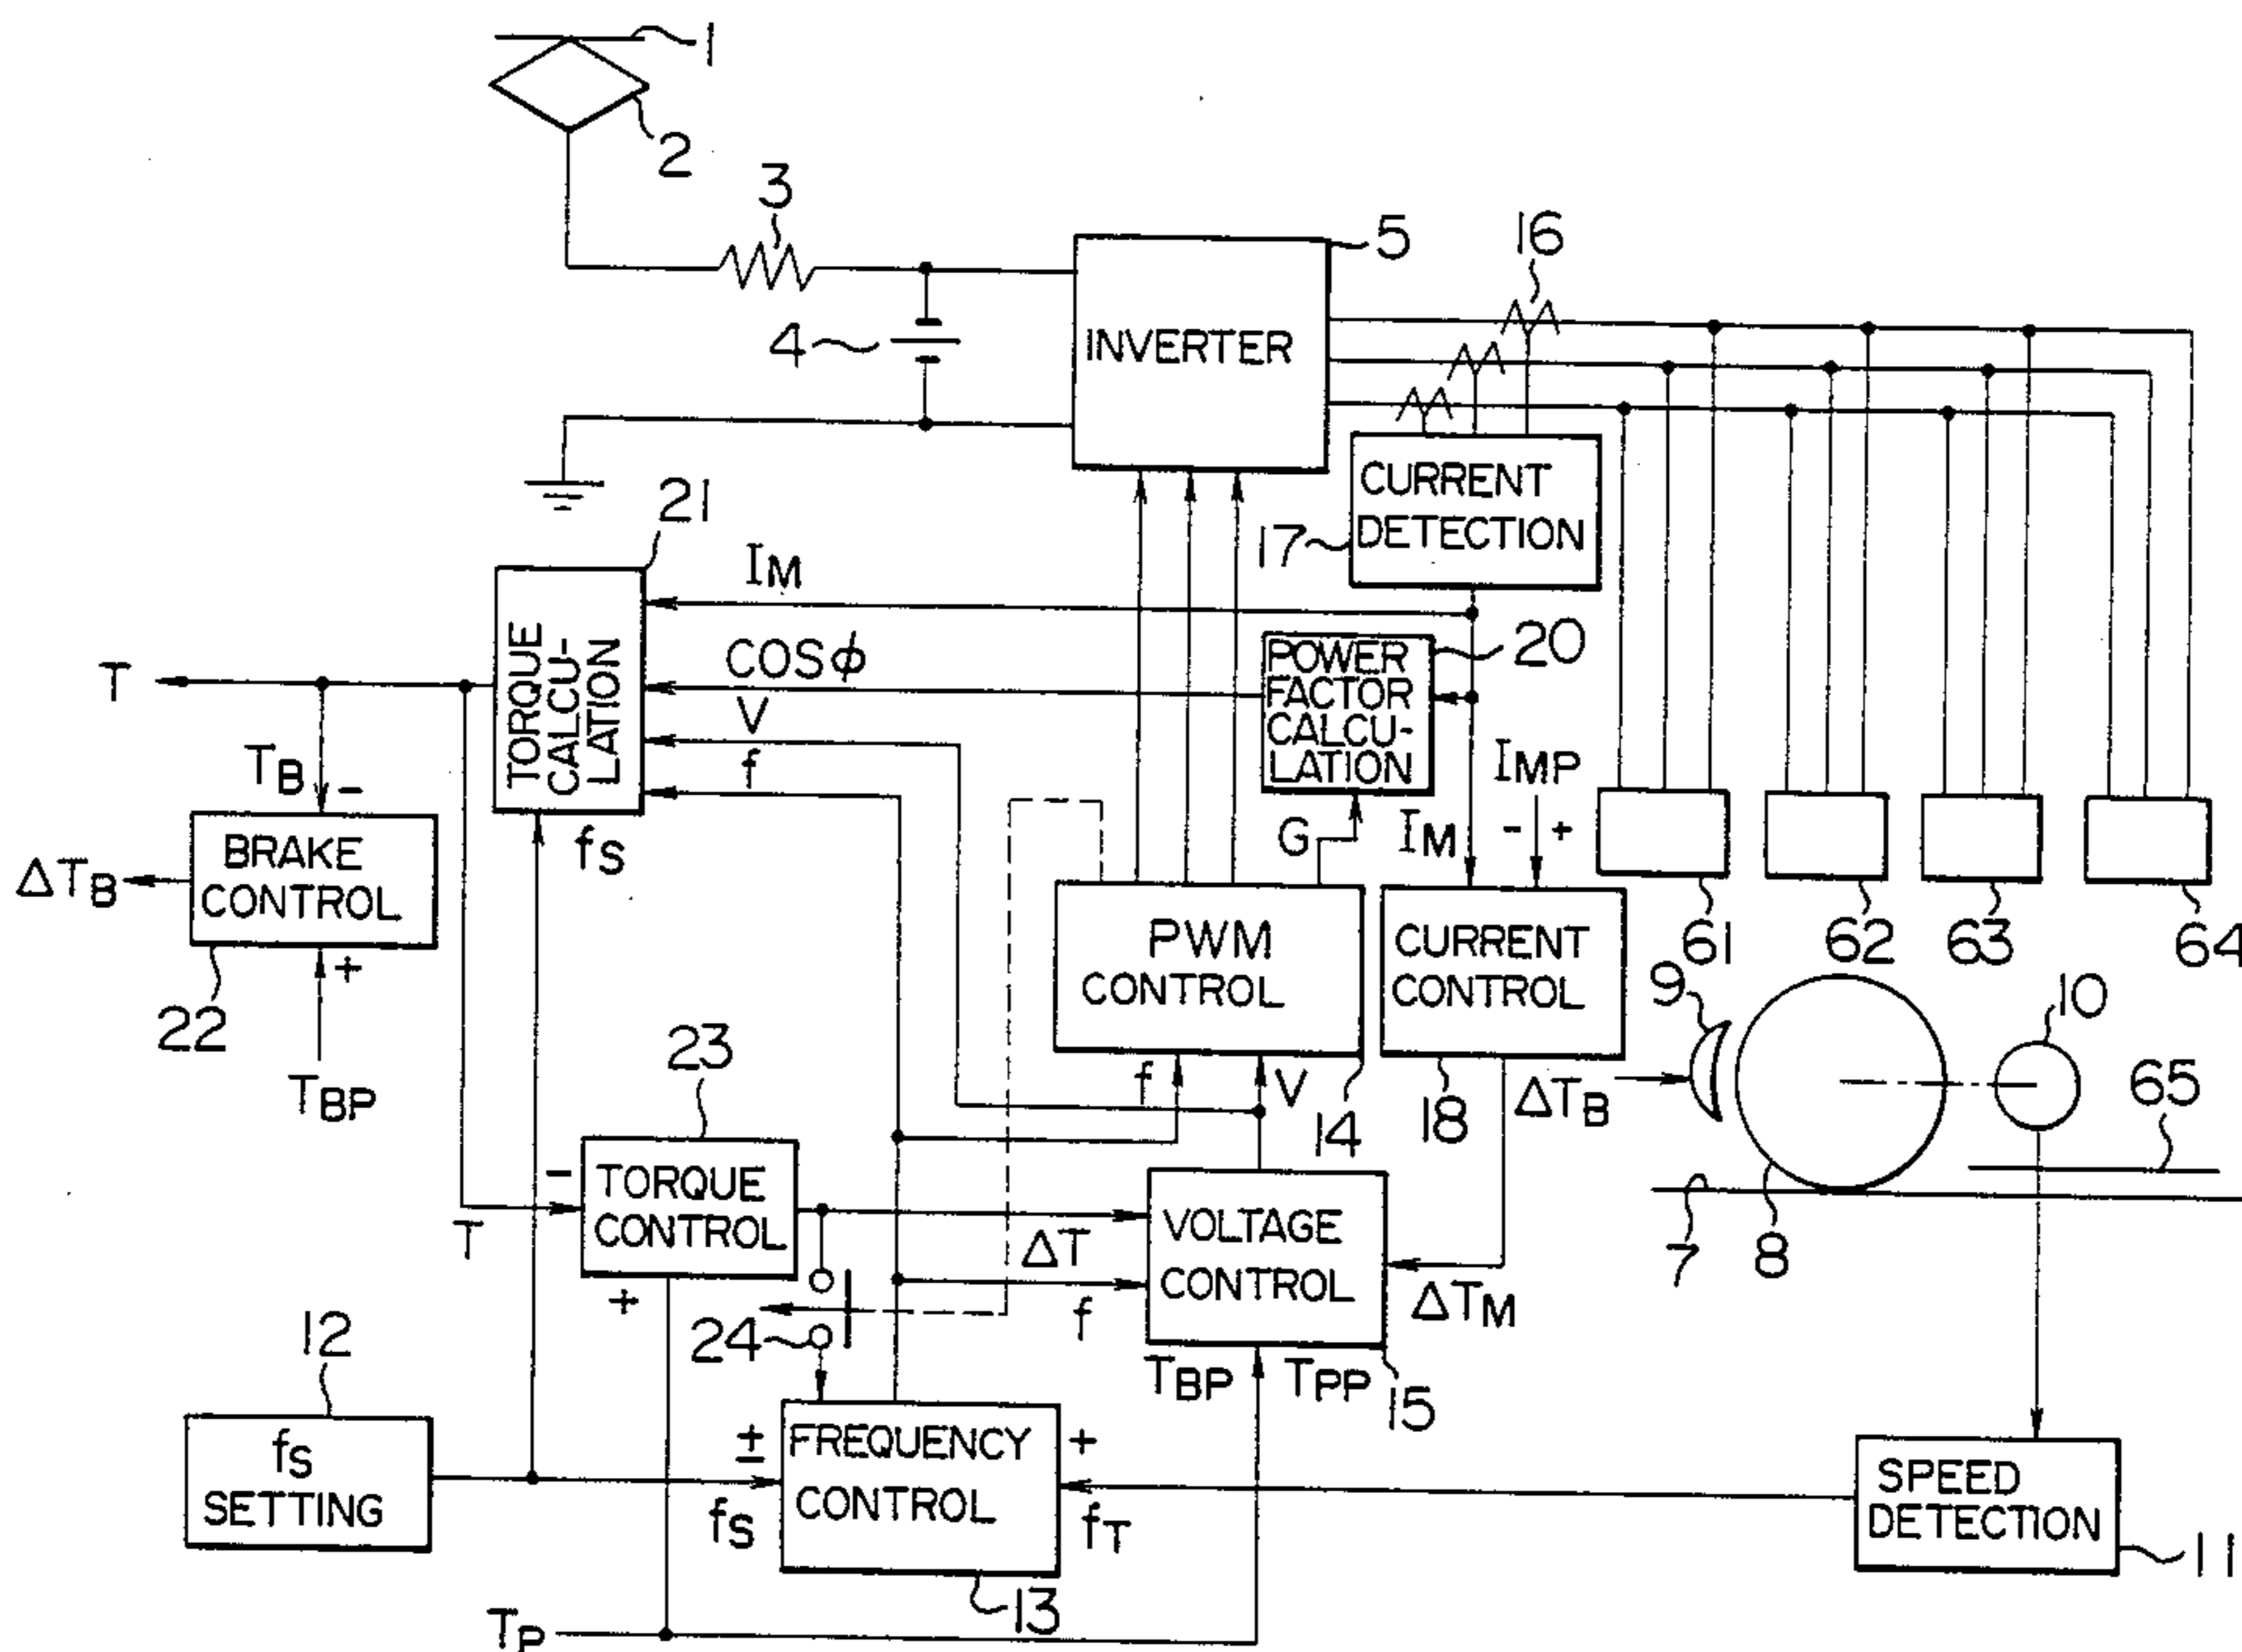 1
2
3
5
16
4
INVERTER
CURRENT
DETECTION
17
21
IM
TORQUE
CALCU-
LATION
COSφ
V
f
fS
POWER
FACTOR
CALCU-
LATION
20
T
TB
-
BRAKE
CONTROL
ΔTB
22
+
TBP
G
IM
IMP
- +
61
62
63
64
PWM
CONTROL
14
CURRENT
CONTROL
18
9
10
ΔTB
65
7
8
f
V
23
-
TORQUE
CONTROL
T
+
ΔT
f
VOLTAGE
CONTROL
ΔTM
24
TBP
TPP
15
12
fS
SETTING
±
fS
FREQUENCY
CONTROL
+
fT
13
SPEED
DETECTION
11
TP